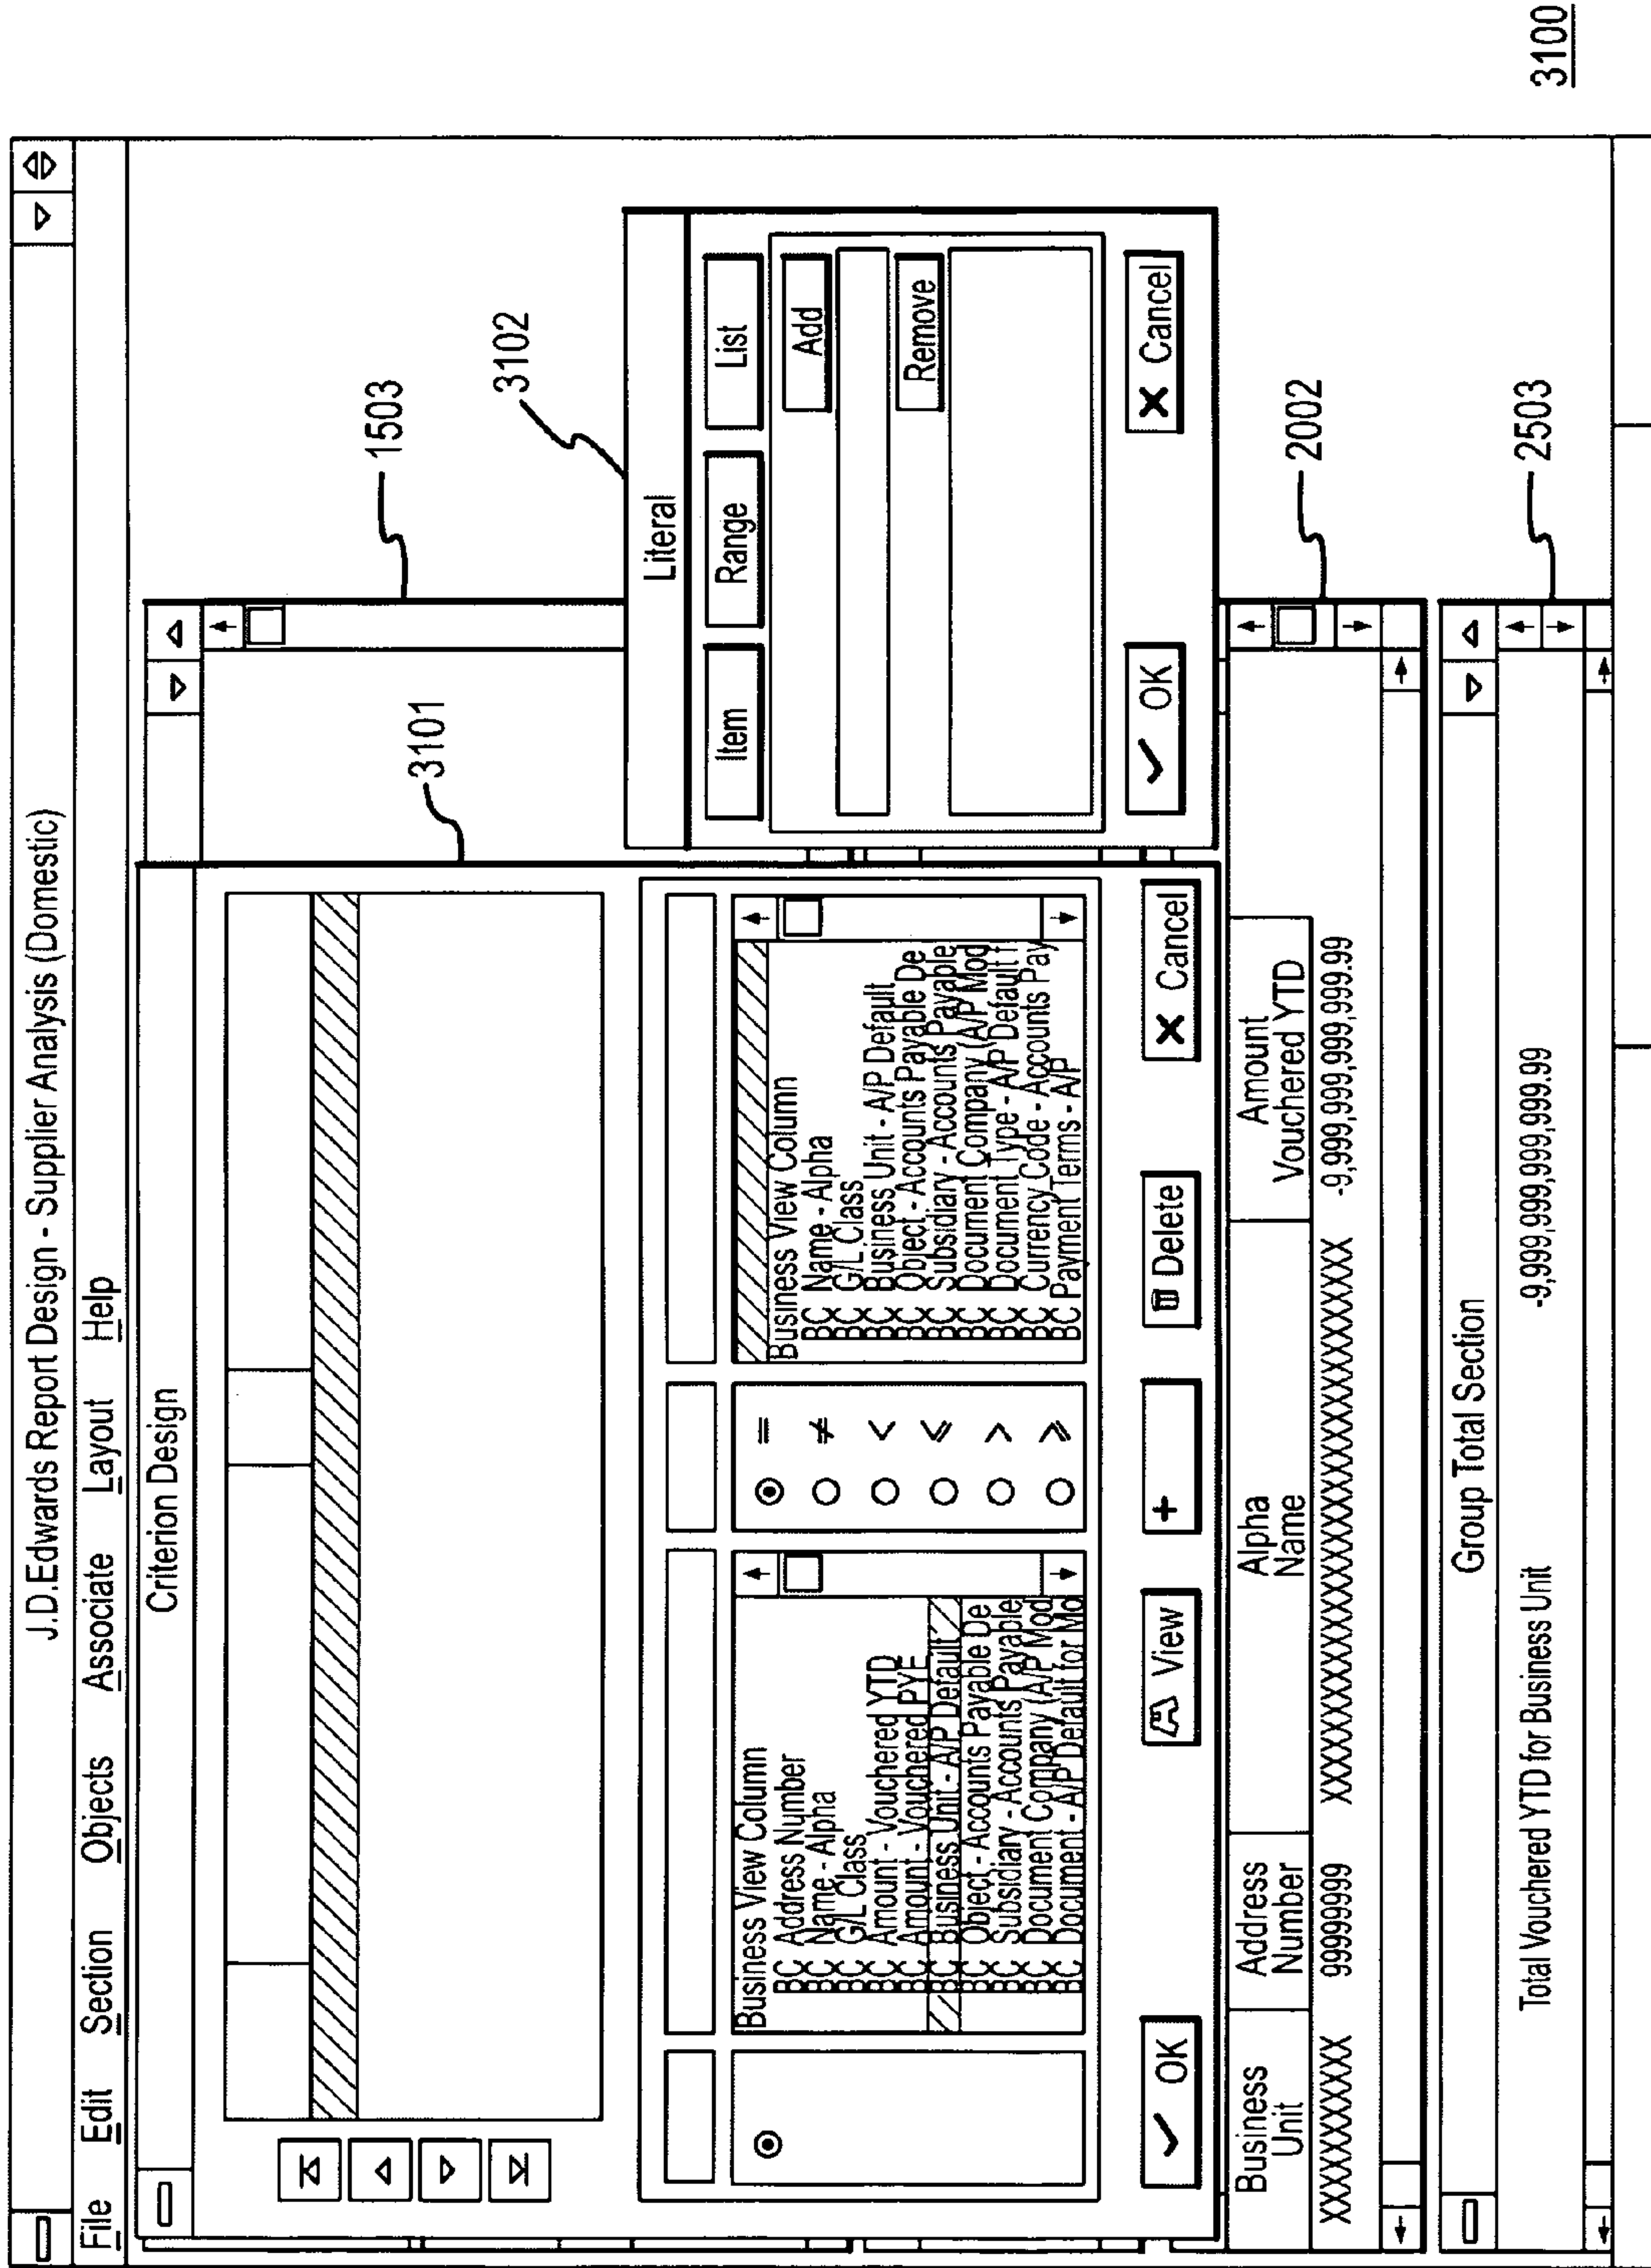 J.D.Edwards Report Design - Supplier Analysis (Domestic)
File Edit Section Objects Associate Layout Help
Criterion Design
3101
1503
3102
Literal
Item Range List
Add
Remove
✓ OK X Cancel
Business View Column
BC Address Number
BC Name - Alpha
BC G/L Class
BC Amount - Vouchered YTD
BC Amount - Vouchered PYE
BC Business Unit - A/P Default
BC Object - Accounts Payable De
BC Subsidiary - Accounts Payable
BC Document Company (A/P Mod
BC Document - A/P Default for Mo
=
≠
<
≤
>
≥
Business View Column
BC Name - Alpha
BC G/L Class
BC Business Unit - A/P Default
BC Object - Accounts Payable De
BC Subsidiary - Accounts Payable
BC Document Company (A/P Mod
BC Document Type - A/P Default f
BC Currency Code - Accounts Pay
BC Payment Terms - A/P
✓ OK View + Delete X Cancel
2002
Business Unit
Address Number
Alpha Name
Amount Vouchered YTD
XXXXXXXXXX 99999999 XXXXXXXXXXXXXXXXXXXXXXXXXXXXXXXXXXXXXXXX -9,999,999,999,999.99
2503
Group Total Section
Total Vouchered YTD for Business Unit -9,999,999,999,999.99
3100